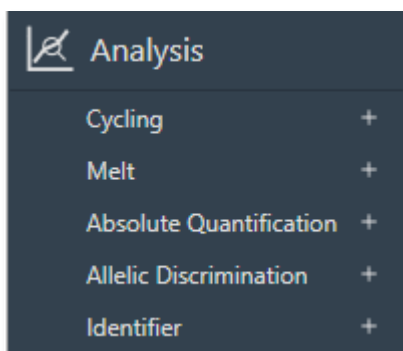 Analysis
Cycling +
Melt +
Absolute Quantification +
Allelic Discrimination +
Identifier +